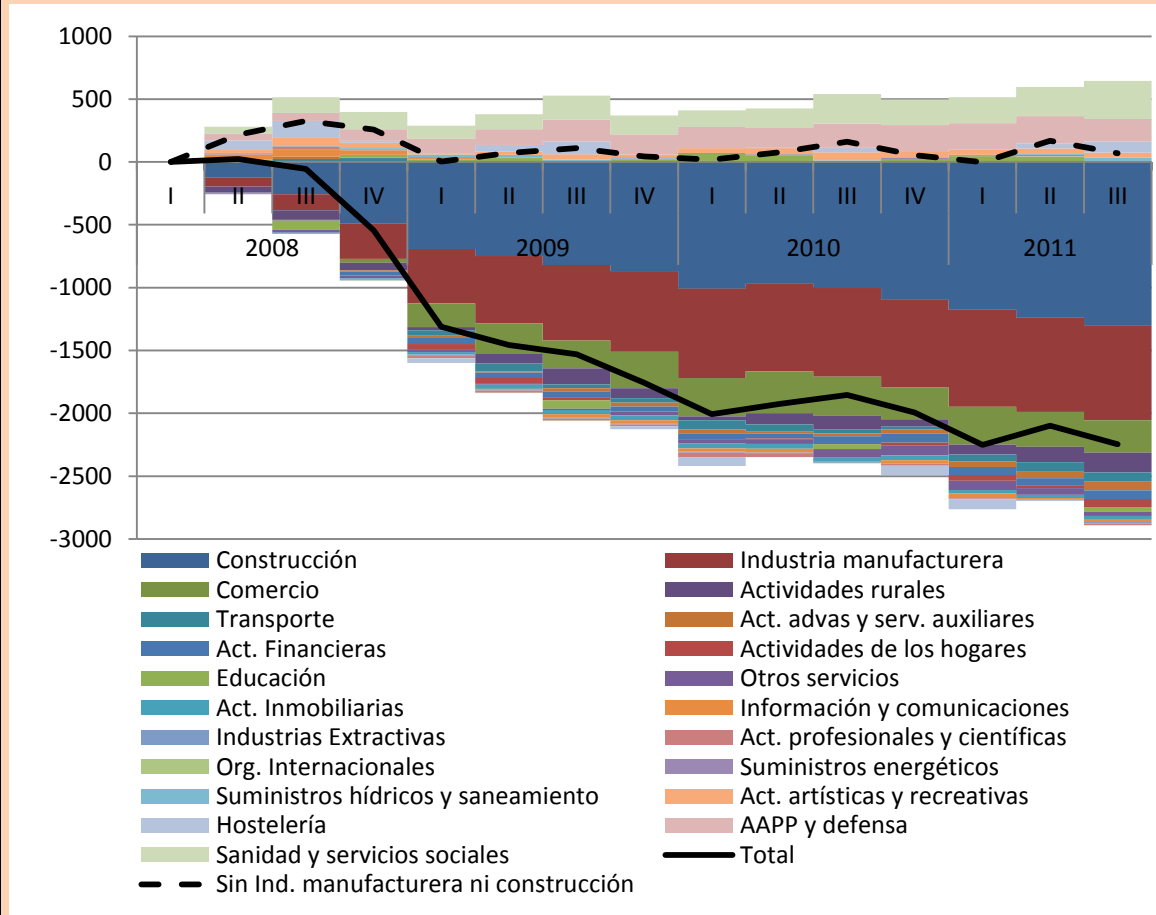 1000
500
0
-500
-1000
-1500
-2000
-2500
-3000
I II III IV I II III IV I II III IV I II III
2008 2009 2010 2011
Construcción Industria manufacturera
Comercio Actividades rurales
Transporte Act. advas y serv. auxiliares
Act. Financieras Actividades de los hogares
Educación Otros servicios
Act. Inmobiliarias Información y comunicaciones
Industrias Extractivas Act. profesionales y científicas
Org. Internacionales Suministros energéticos
Suministros hídricos y saneamiento Act. artísticas y recreativas
Hostelería AAPP y defensa
Sanidad y servicios sociales Total
Sin Ind. manufacturera ni construcción